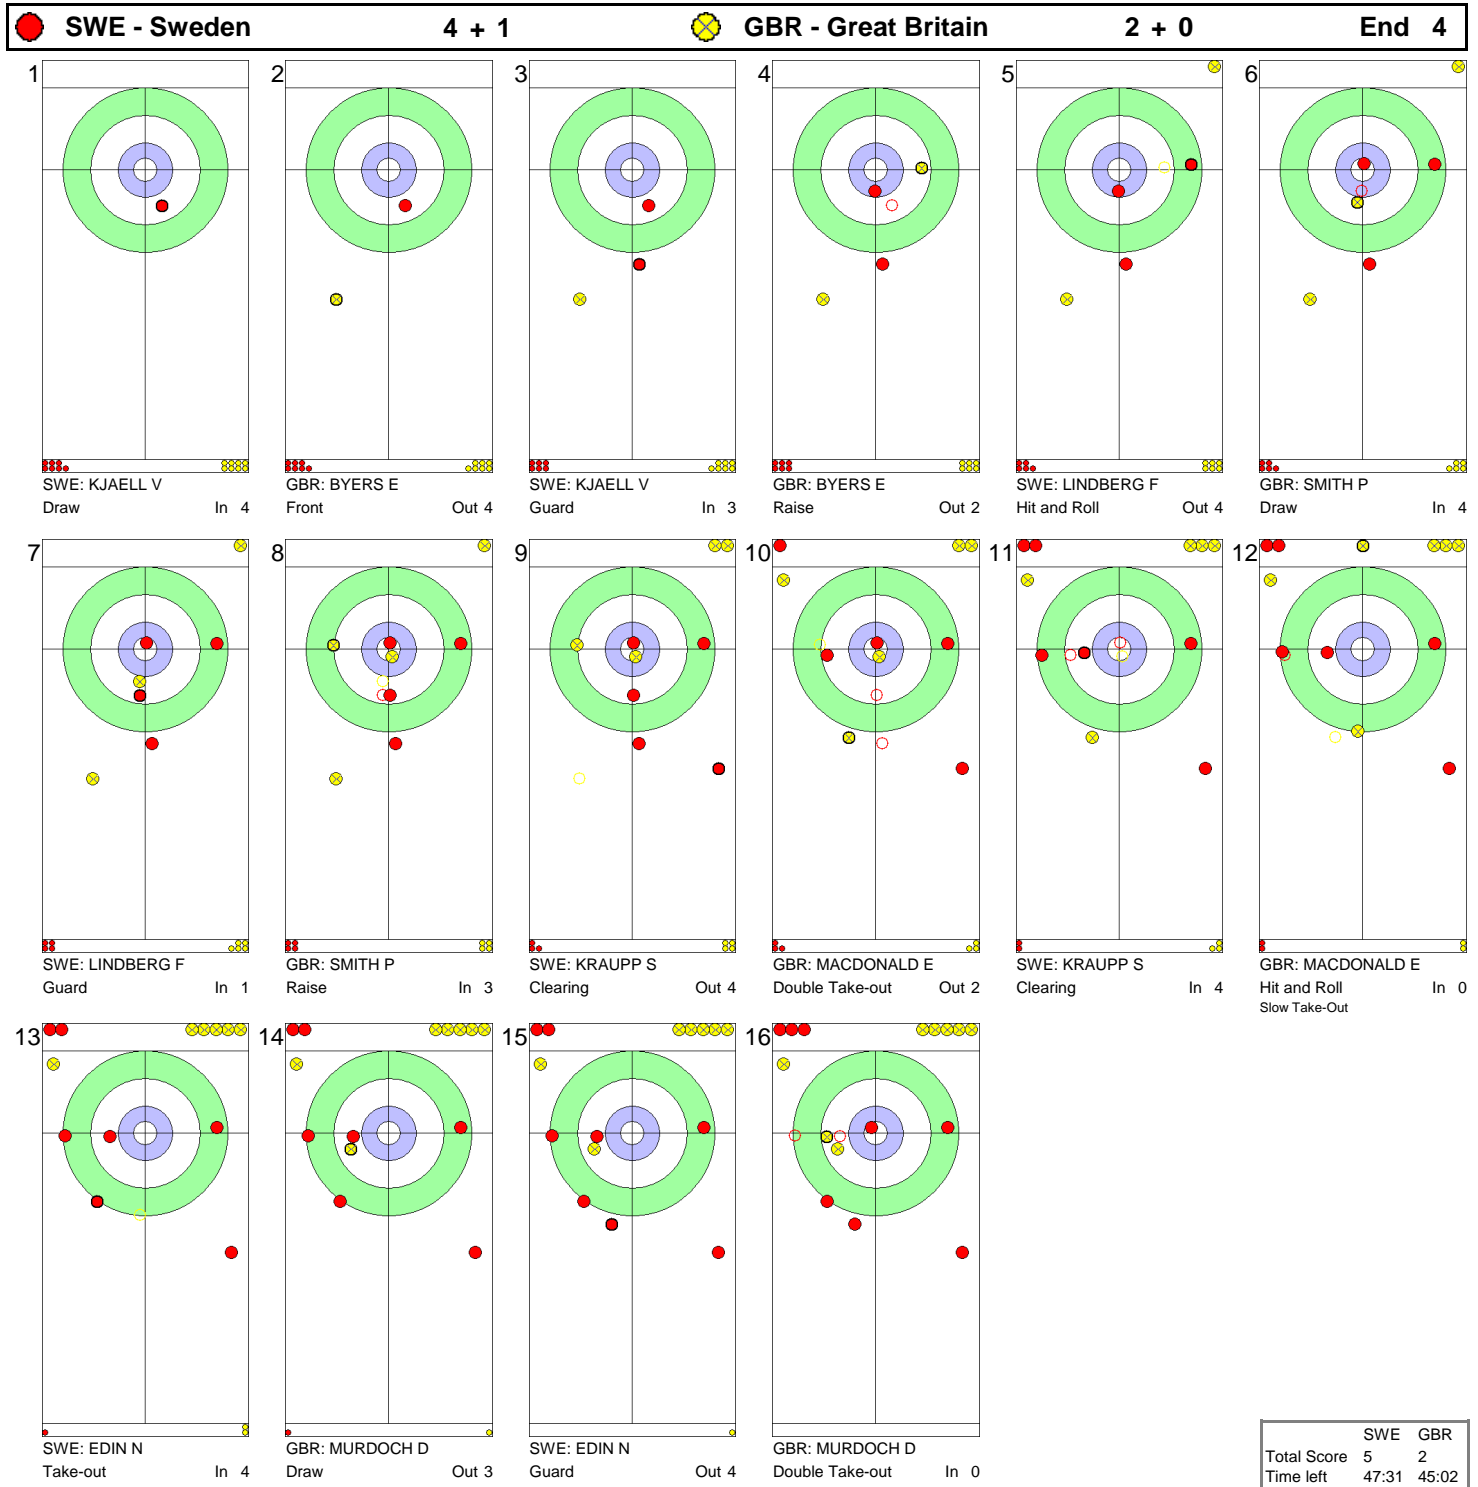 SWE - Sweden 4 + 1 GBR - Great Britain 2 + 0 End 4
1 2 3 4 5 6
SWE: KJAELL V GBR: BYERS E SWE: KJAELL V GBR: BYERS E SWE: LINDBERG F GBR: SMITH P
Draw In 4 Front Out 4 Guard In 3 Raise Out 2 Hit and Roll Out 4 Draw In 4
7 8 9 10 11 12
SWE: LINDBERG F GBR: SMITH P SWE: KRAUPP S GBR: MACDONALD E SWE: KRAUPP S GBR: MACDONALD E
Guard In 1 Raise In 3 Clearing Out 4 Double Take-out Out 2 Clearing In 4 Hit and Roll In 0
Slow Take-Out
13 14 15 16
SWE: EDIN N GBR: MURDOCH D SWE: EDIN N GBR: MURDOCH D
Take-out In 4 Draw Out 3 Guard Out 4 Double Take-out In 0
SWE GBR
Total Score 5 2
Time left 47:31 45:02